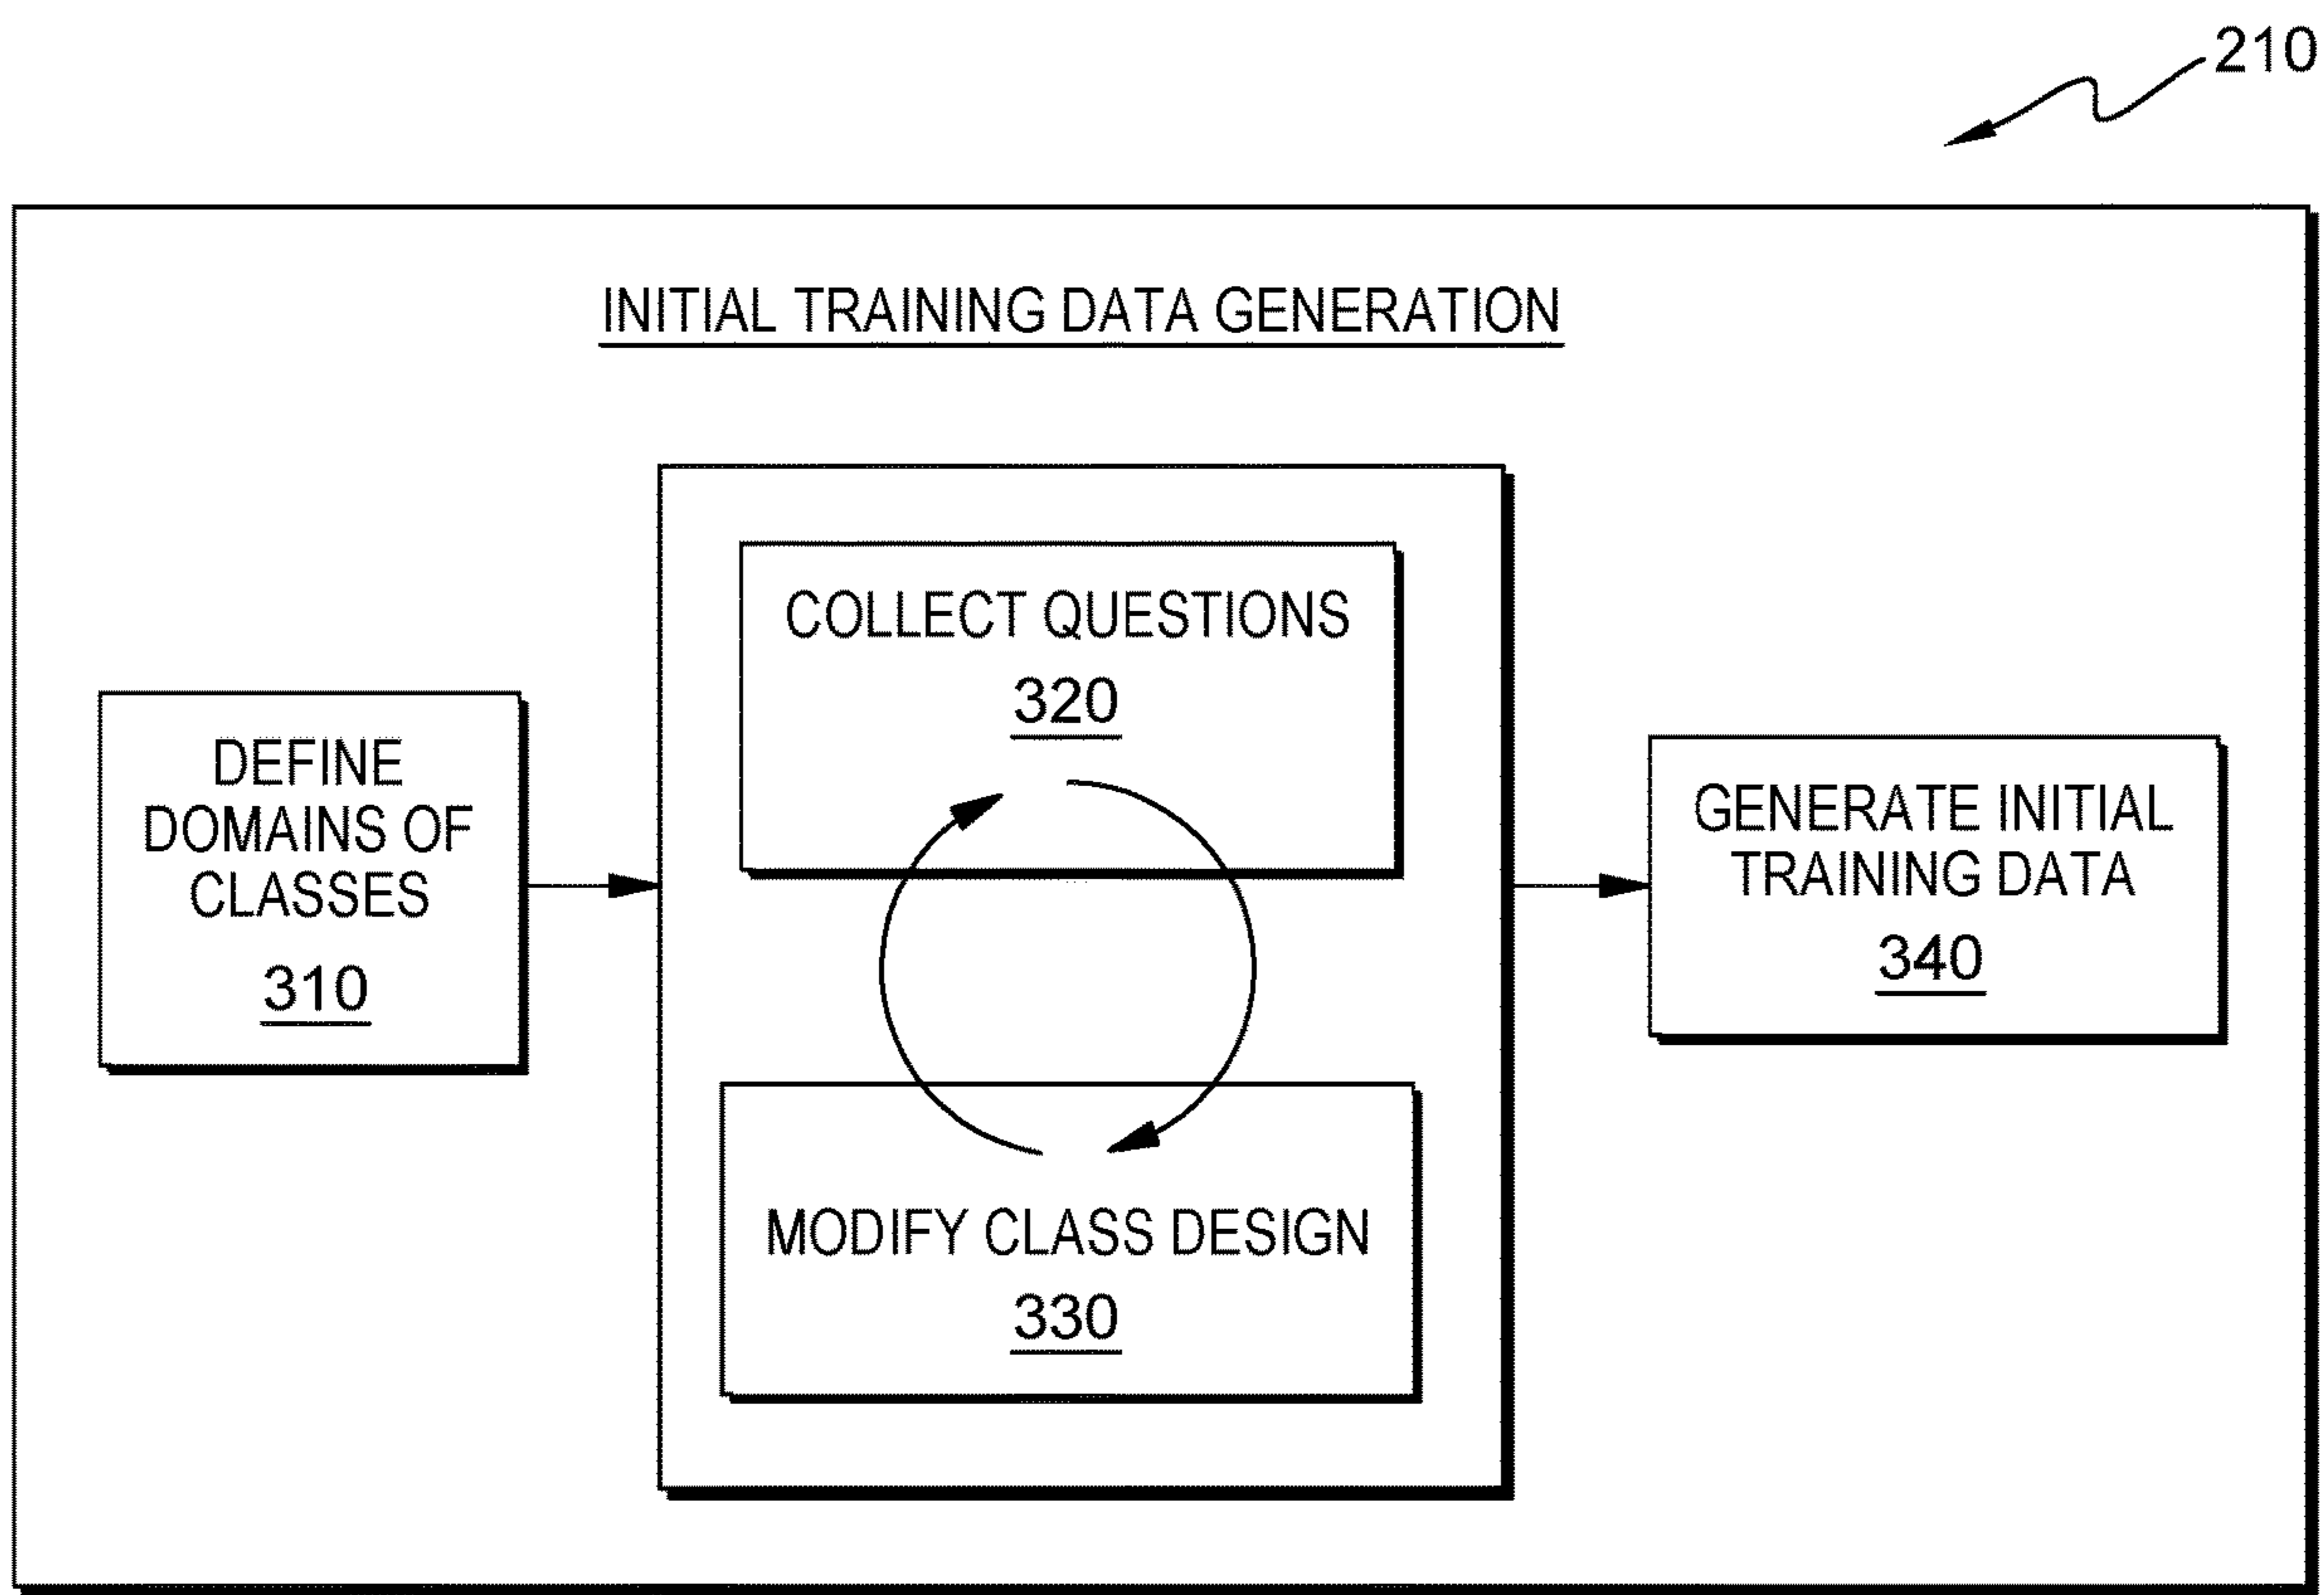 210
INITIAL TRAINING DATA GENERATION
DEFINE
DOMAINS OF
CLASSES
310
COLLECT QUESTIONS
320
MODIFY CLASS DESIGN
330
GENERATE INITIAL
TRAINING DATA
340